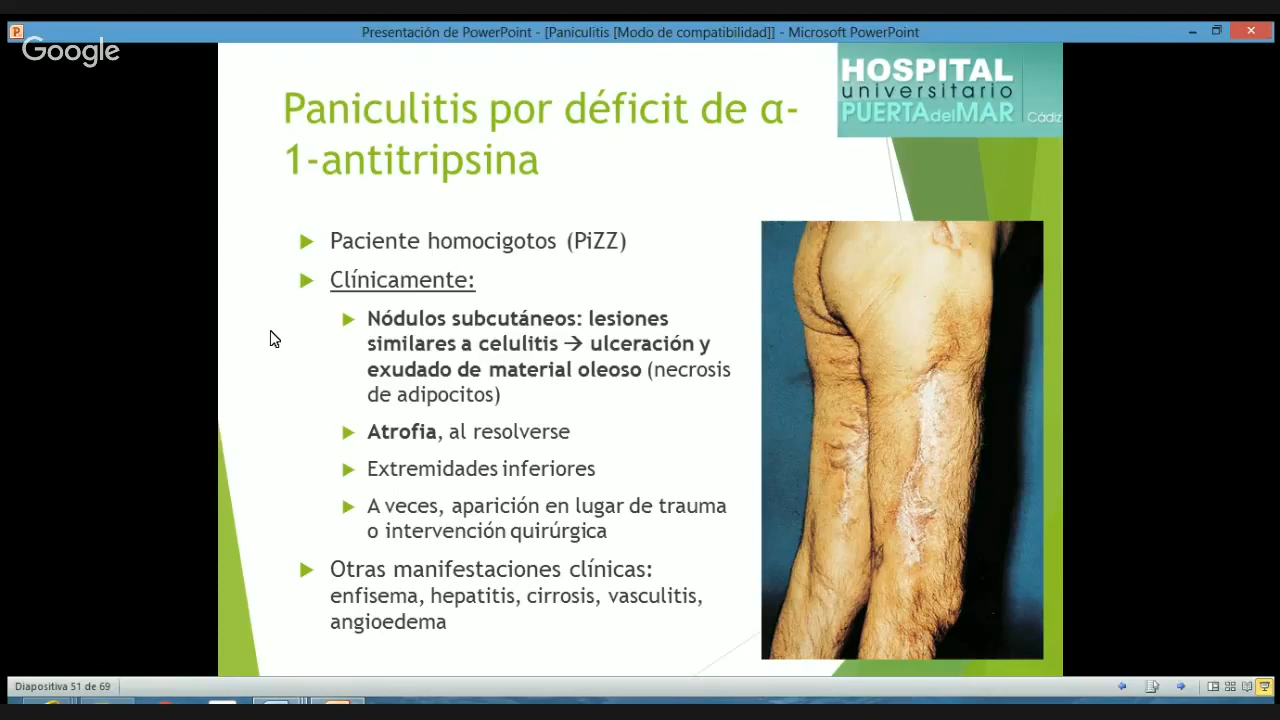 Presentación de PowerPoint - [Paniculitis [Modo de compatibilidad]] - Microsoft PowerPoint
Google
HOSPITAL
universitario
PUERTAdelMAR
Cádiz
Paniculitis por déficit de α-
1-antitripsina
Paciente homocigotos (PiZZ)
Clínicamente:
Nódulos subcutáneos: lesiones
similares a celulitis → ulceración y
exudado de material oleoso (necrosis
de adipocitos)
Atrofia, al resolverse
Extremidades inferiores
A veces, aparición en lugar de trauma
o intervención quirúrgica
Otras manifestaciones clínicas:
enfisema, hepatitis, cirrosis, vasculitis,
angioedema
Diapositiva 51 de 69